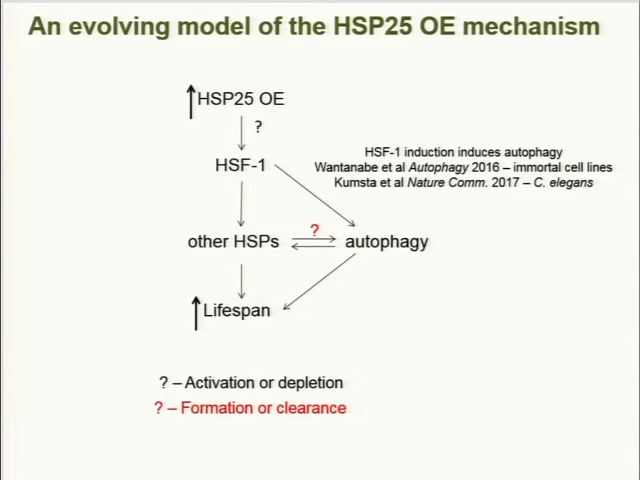 An evolving model of the HSP25 OE mechanism
HSP25 OE
?
HSF-1
HSF-1 induction induces autophagy
Wantanabe et al Autophagy 2016 – immortal cell lines
Kumsta et al Nature Comm. 2017 – C. elegans
other HSPs ? autophagy
Lifespan
? – Activation or depletion
? – Formation or clearance